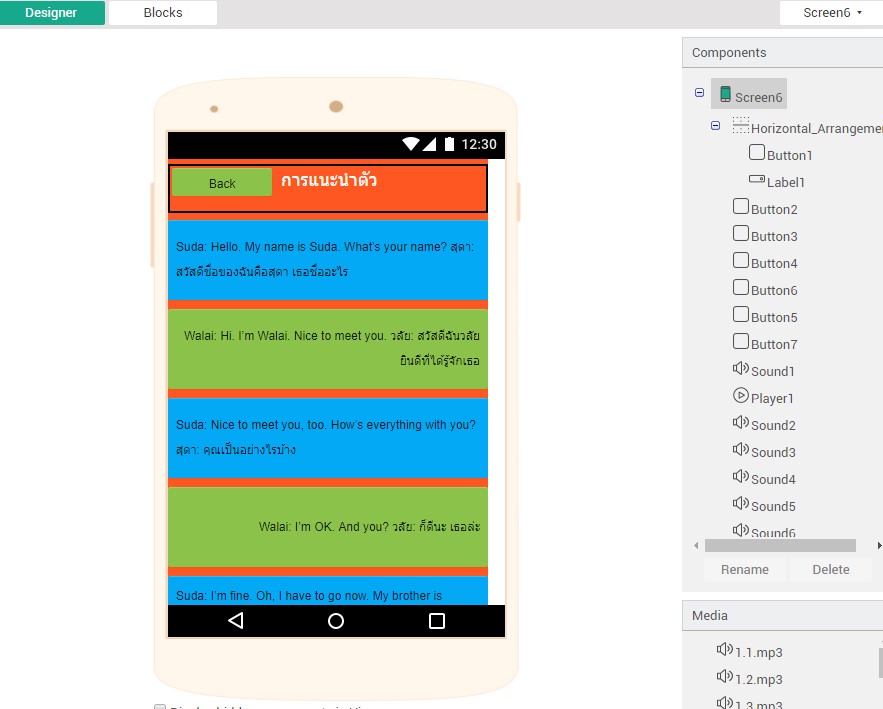 Designer
Blocks
Screen6
12:30
Back
การแนะนำตัว
Suda: Hello. My name is Suda. What's your name? สุดา:
สวัสดีชื่อของฉันคือสุดา เธอชื่ออะไร
Walai: Hi. I'm Walai. Nice to meet you. วลัย: สวัสดีฉันวลัย
ยินดีที่ได้รู้จักเธอ
Suda: Nice to meet you, too. How's everything with you?
สุดา: คุณเป็นอย่างไรบ้าง
Walai: I'm OK. And you? วลัย: ก็ดีนะ เธอล่ะ
Suda: I'm fine. Oh, I have to go now. My brother is
Components
Screen6
Horizontal_Arrangeme
Button1
Label1
Button2
Button3
Button4
Button6
Button5
Button7
Sound1
Player1
Sound2
Sound3
Sound4
Sound5
Sound6
Rename
Delete
Media
1.1.mp3
1.2.mp3
1.3.mp3